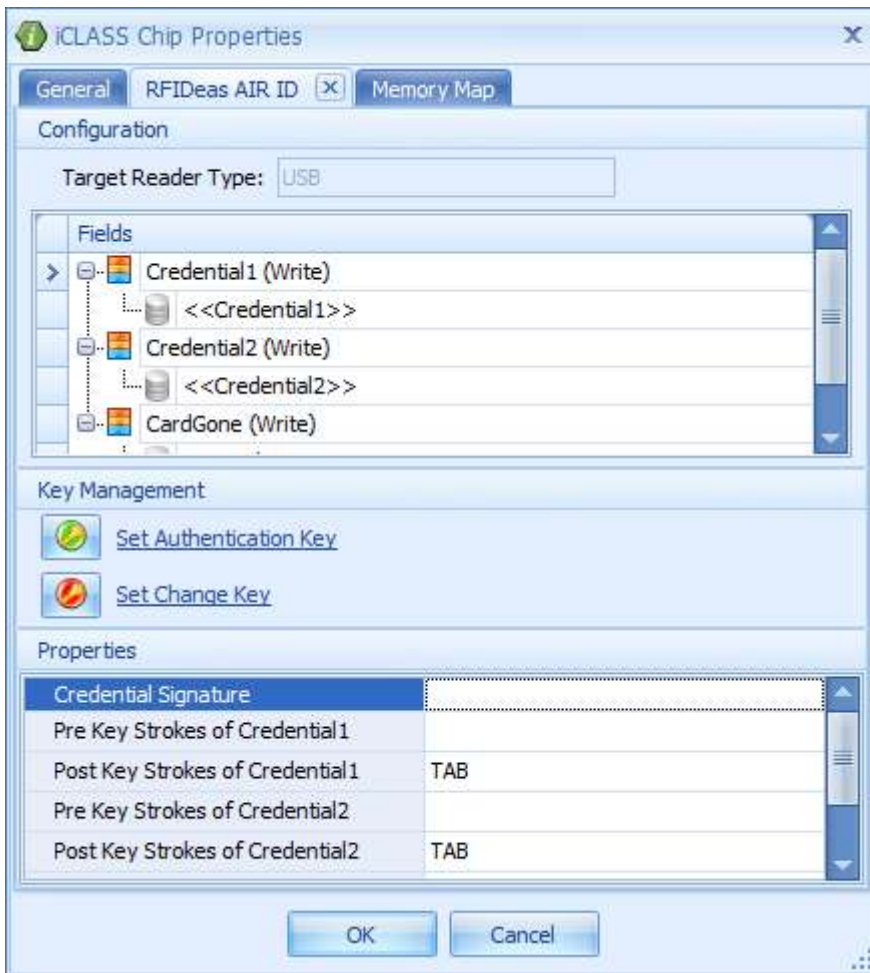 iCLASS Chip Properties
General RFIDeas AIR ID Memory Map
Configuration
Target Reader Type: USB
Fields
Credential1 (Write)
<<Credential1>>
Credential2 (Write)
<<Credential2>>
CardGone (Write)
Key Management
Set Authentication Key
Set Change Key
Properties
Credential Signature
Pre Key Strokes of Credential1
Post Key Strokes of Credential1 TAB
Pre Key Strokes of Credential2
Post Key Strokes of Credential2 TAB
OK Cancel